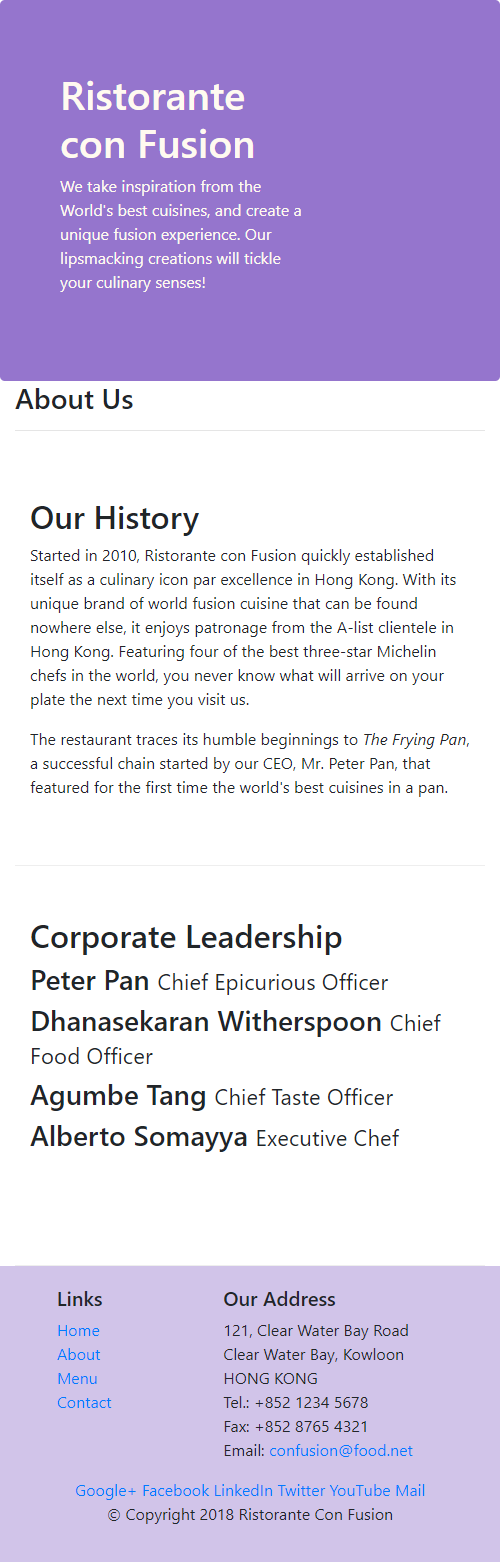 Ristorante
con Fusion
We take inspiration from the
World's best cuisines, and create a
unique fusion experience. Our
lipsmacking creations will tickle
your culinary senses!
About Us
Our History
Started in 2010, Ristorante con Fusion quickly established
itself as a culinary icon par excellence in Hong Kong. With its
unique brand of world fusion cuisine that can be found
nowhere else, it enjoys patronage from the A-list clientele in
Hong Kong. Featuring four of the best three-star Michelin
chefs in the world, you never know what will arrive on your
plate the next time you visit us.
The restaurant traces its humble beginnings to The Frying Pan,
a successful chain started by our CEO, Mr. Peter Pan, that
featured for the first time the world's best cuisines in a pan.
Corporate Leadership
Peter Pan Chief Epicurious Officer
Dhanasekaran Witherspoon Chief
Food Officer
Agumbe Tang Chief Taste Officer
Alberto Somayya Executive Chef
Links
Home
About
Menu
Contact
Our Address
121, Clear Water Bay Road
Clear Water Bay, Kowloon
HONG KONG
Tel.: +852 1234 5678
Fax: +852 8765 4321
Email: confusion@food.net
Google+ Facebook LinkedIn Twitter YouTube Mail
© Copyright 2018 Ristorante Con Fusion